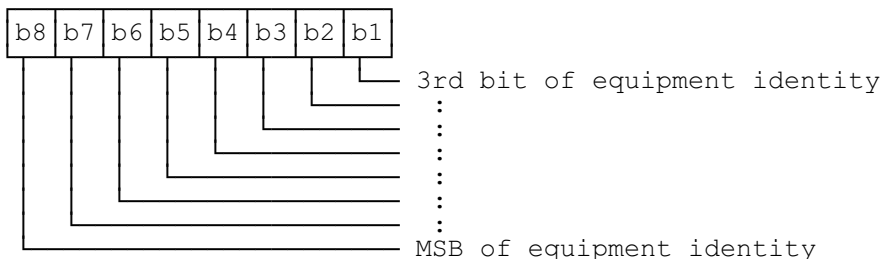 b8 b7 b6 b5 b4 b3 b2 b1
3rd bit of equipment identity
:
:
:
:
:
:
MSB of equipment identity